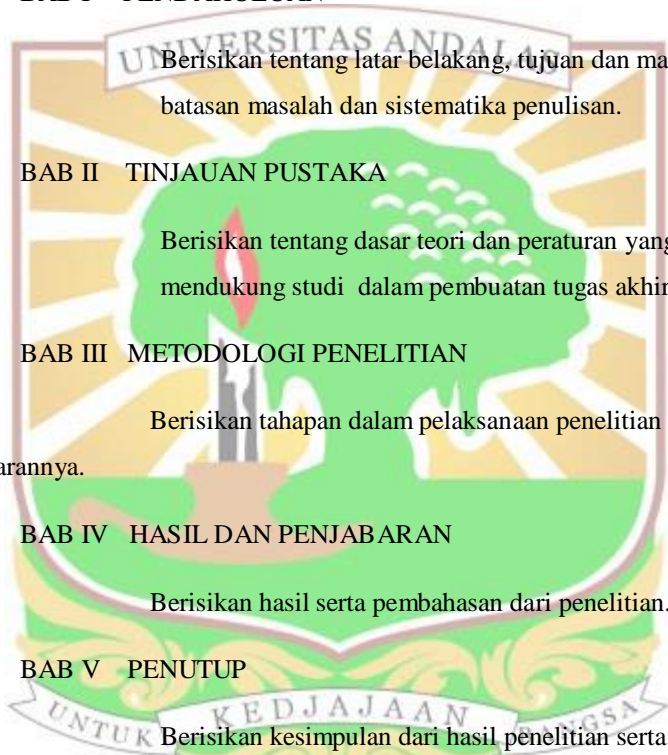 UNIVERSITAS ANDALAS
Berisikan tentang latar belakang, tujuan dan ma
batasan masalah dan sistematika penulisan.
BAB II TINJAUAN PUSTAKA
Berisikan tentang dasar teori dan peraturan yang
mendukung studi dalam pembuatan tugas akhir
BAB III METODOLOGI PENELITIAN
Berisikan tahapan dalam pelaksanaan penelitian
arannya.
BAB IV HASIL DAN PENJABARAN
Berisikan hasil serta pembahasan dari penelitian.
BAB V PENUTUP
UNTUK KEDJAJAAN BANGSA
Berisikan kesimpulan dari hasil penelitian serta